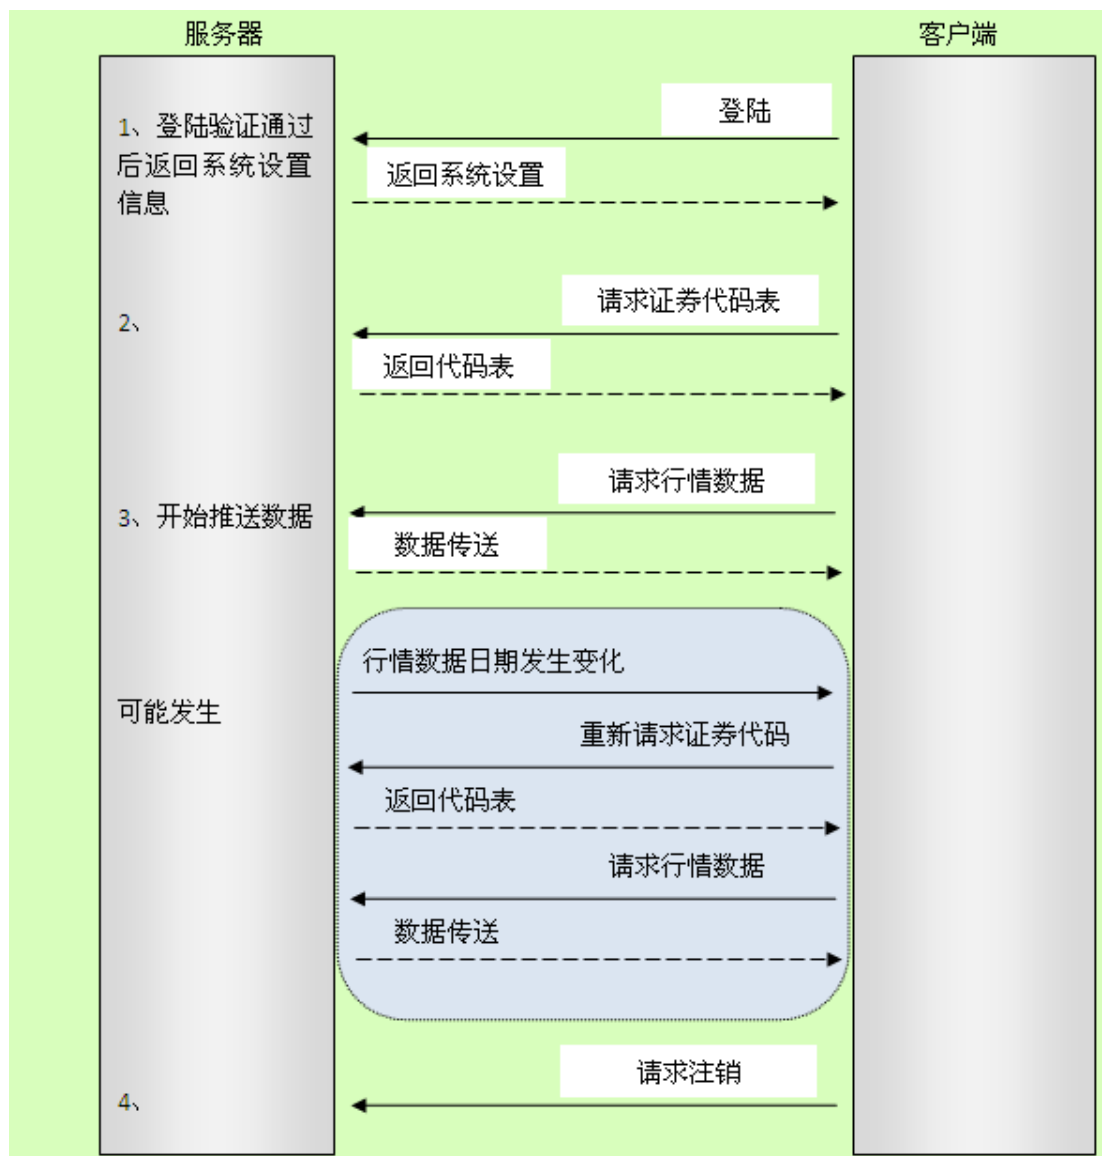 服务器
客户端
登陆
1、登陆验证通过
后返回系统设置
信息
返回系统设置
请求证券代码表
2、
返回代码表
请求行情数据
3、开始推送数据
数据传送
行情数据日期发生变化
可能发生
重新请求证券代码
返回代码表
请求行情数据
数据传送
请求注销
4、